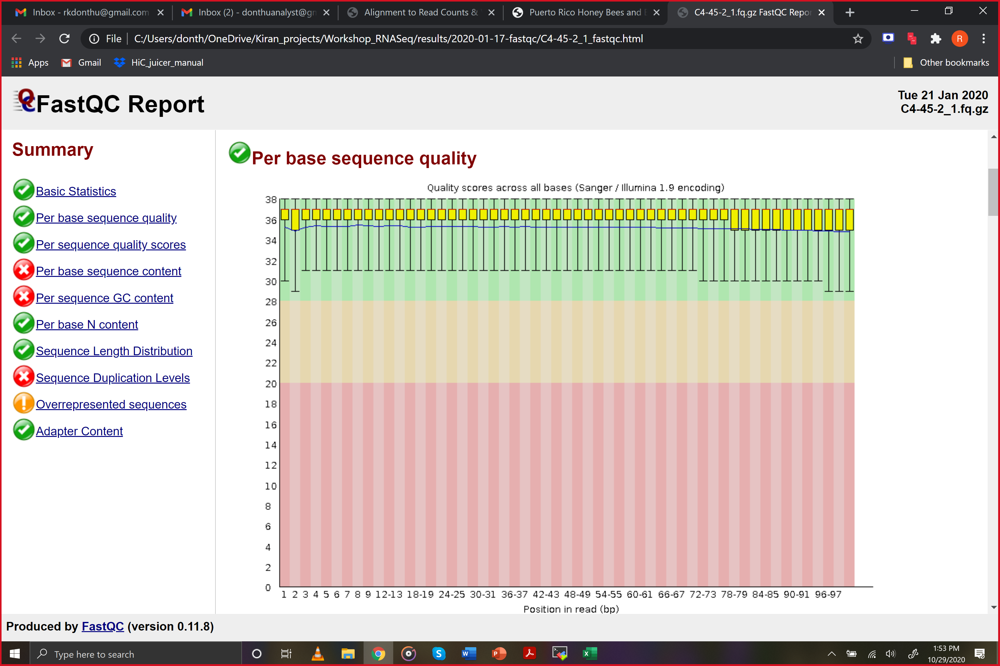 Inbox - rkdonthu@gmail.com
Inbox (2) - donthuanalyst@gm
Alignment to Read Counts &
Puerto Rico Honey Bees and
C4-45-2_1.fq.gz FastQC Repor
File C:/Users/donth/OneDrive/Kiran_projects/Workshop_RNASeq/results/2020-01-17-fastqc/C4-45-2_1_fastqc.html
R
Apps Gmail HiC_juicer_manual Other bookmarks
FastQC Report
Tue 21 Jan 2020
C4-45-2_1.fq.gz
Summary
Basic Statistics
Per base sequence quality
Per sequence quality scores
Per base sequence content
Per sequence GC content
Per base N content
Sequence Length Distribution
Sequence Duplication Levels
Overrepresented sequences
Adapter Content
Per base sequence quality
Quality scores across all bases (Sanger / Illumina 1.9 encoding)
38
36
34
32
30
28
26
24
22
20
18
16
14
12
10
8
6
4
2
0
1 2 3 4 5 6 7 8 9 12-13 18-19 24-25 30-31 36-37 42-43 48-49 54-55 60-61 66-67 72-73 78-79 84-85 90-91 96-97
Position in read (bp)
Produced by FastQC (version 0.11.8)
Type here to search
1:53 PM
10/29/2020